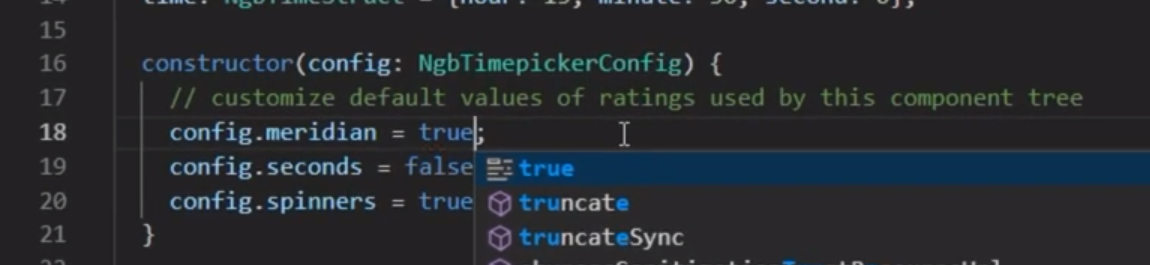 14 time: NgbTimeStruct = {hour: 13, minute: 30, second: 0};
15
16 constructor(config: NgbTimepickerConfig) {
17 // customize default values of ratings used by this component tree
18 config.meridian = true;
19 config.seconds = false
20 config.spinners = true
21 }
true
truncate
truncateSync